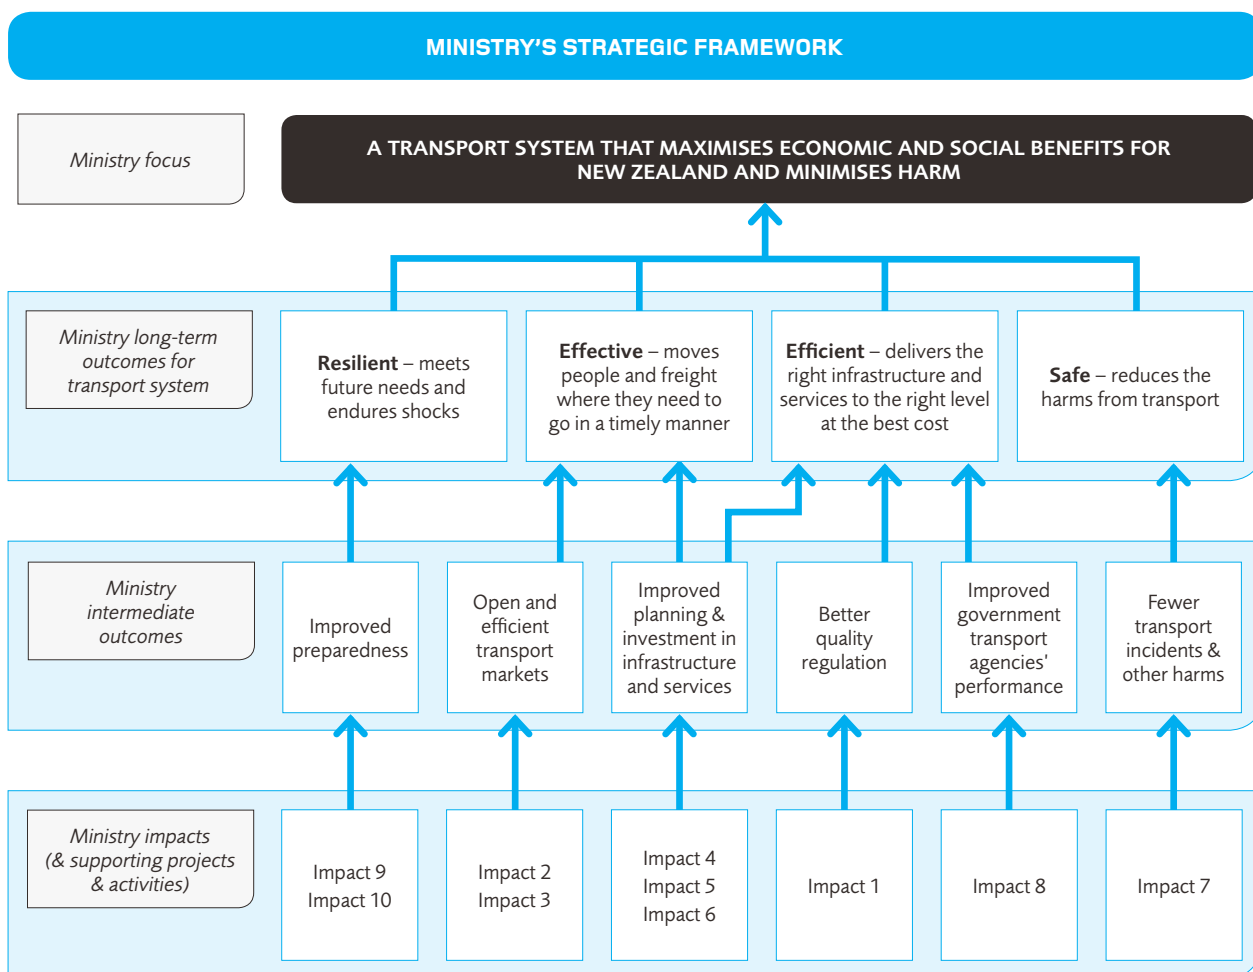 MINISTRY'S STRATEGIC FRAMEWORK
Ministry focus
A TRANSPORT SYSTEM THAT MAXIMISES ECONOMIC AND SOCIAL BENEFITS FOR
NEW ZEALAND AND MINIMISES HARM
Ministry long-term
outcomes for
transport system
Resilient – meets
future needs and
endures shocks
Effective – moves
people and freight
where they need to
go in a timely manner
Efficient – delivers the
right infrastructure and
services to the right level
at the best cost
Safe – reduces the
harms from transport
Ministry
intermediate
outcomes
Improved
preparedness
Open and
efficient
transport
markets
Improved
planning &
investment in
infrastructure
and services
Better
quality
regulation
Improved
government
transport
agencies'
performance
Fewer
transport
incidents &
other harms
Ministry impacts
(& supporting projects
& activities)
Impact 9
Impact 10
Impact 2
Impact 3
Impact 4
Impact 5
Impact 6
Impact 1
Impact 8
Impact 7